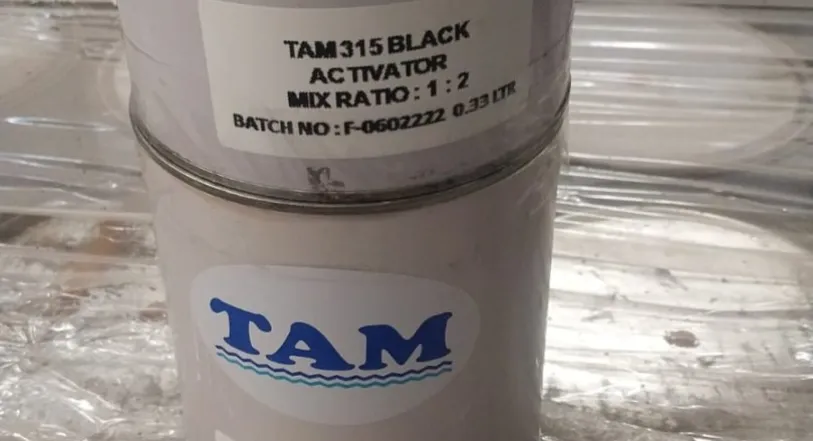 TAM 315 BLACK
ACTIVATOR
MIX RATIO : 1 : 2
BATCH NO : F-0602222 0.33 LTR
TAM